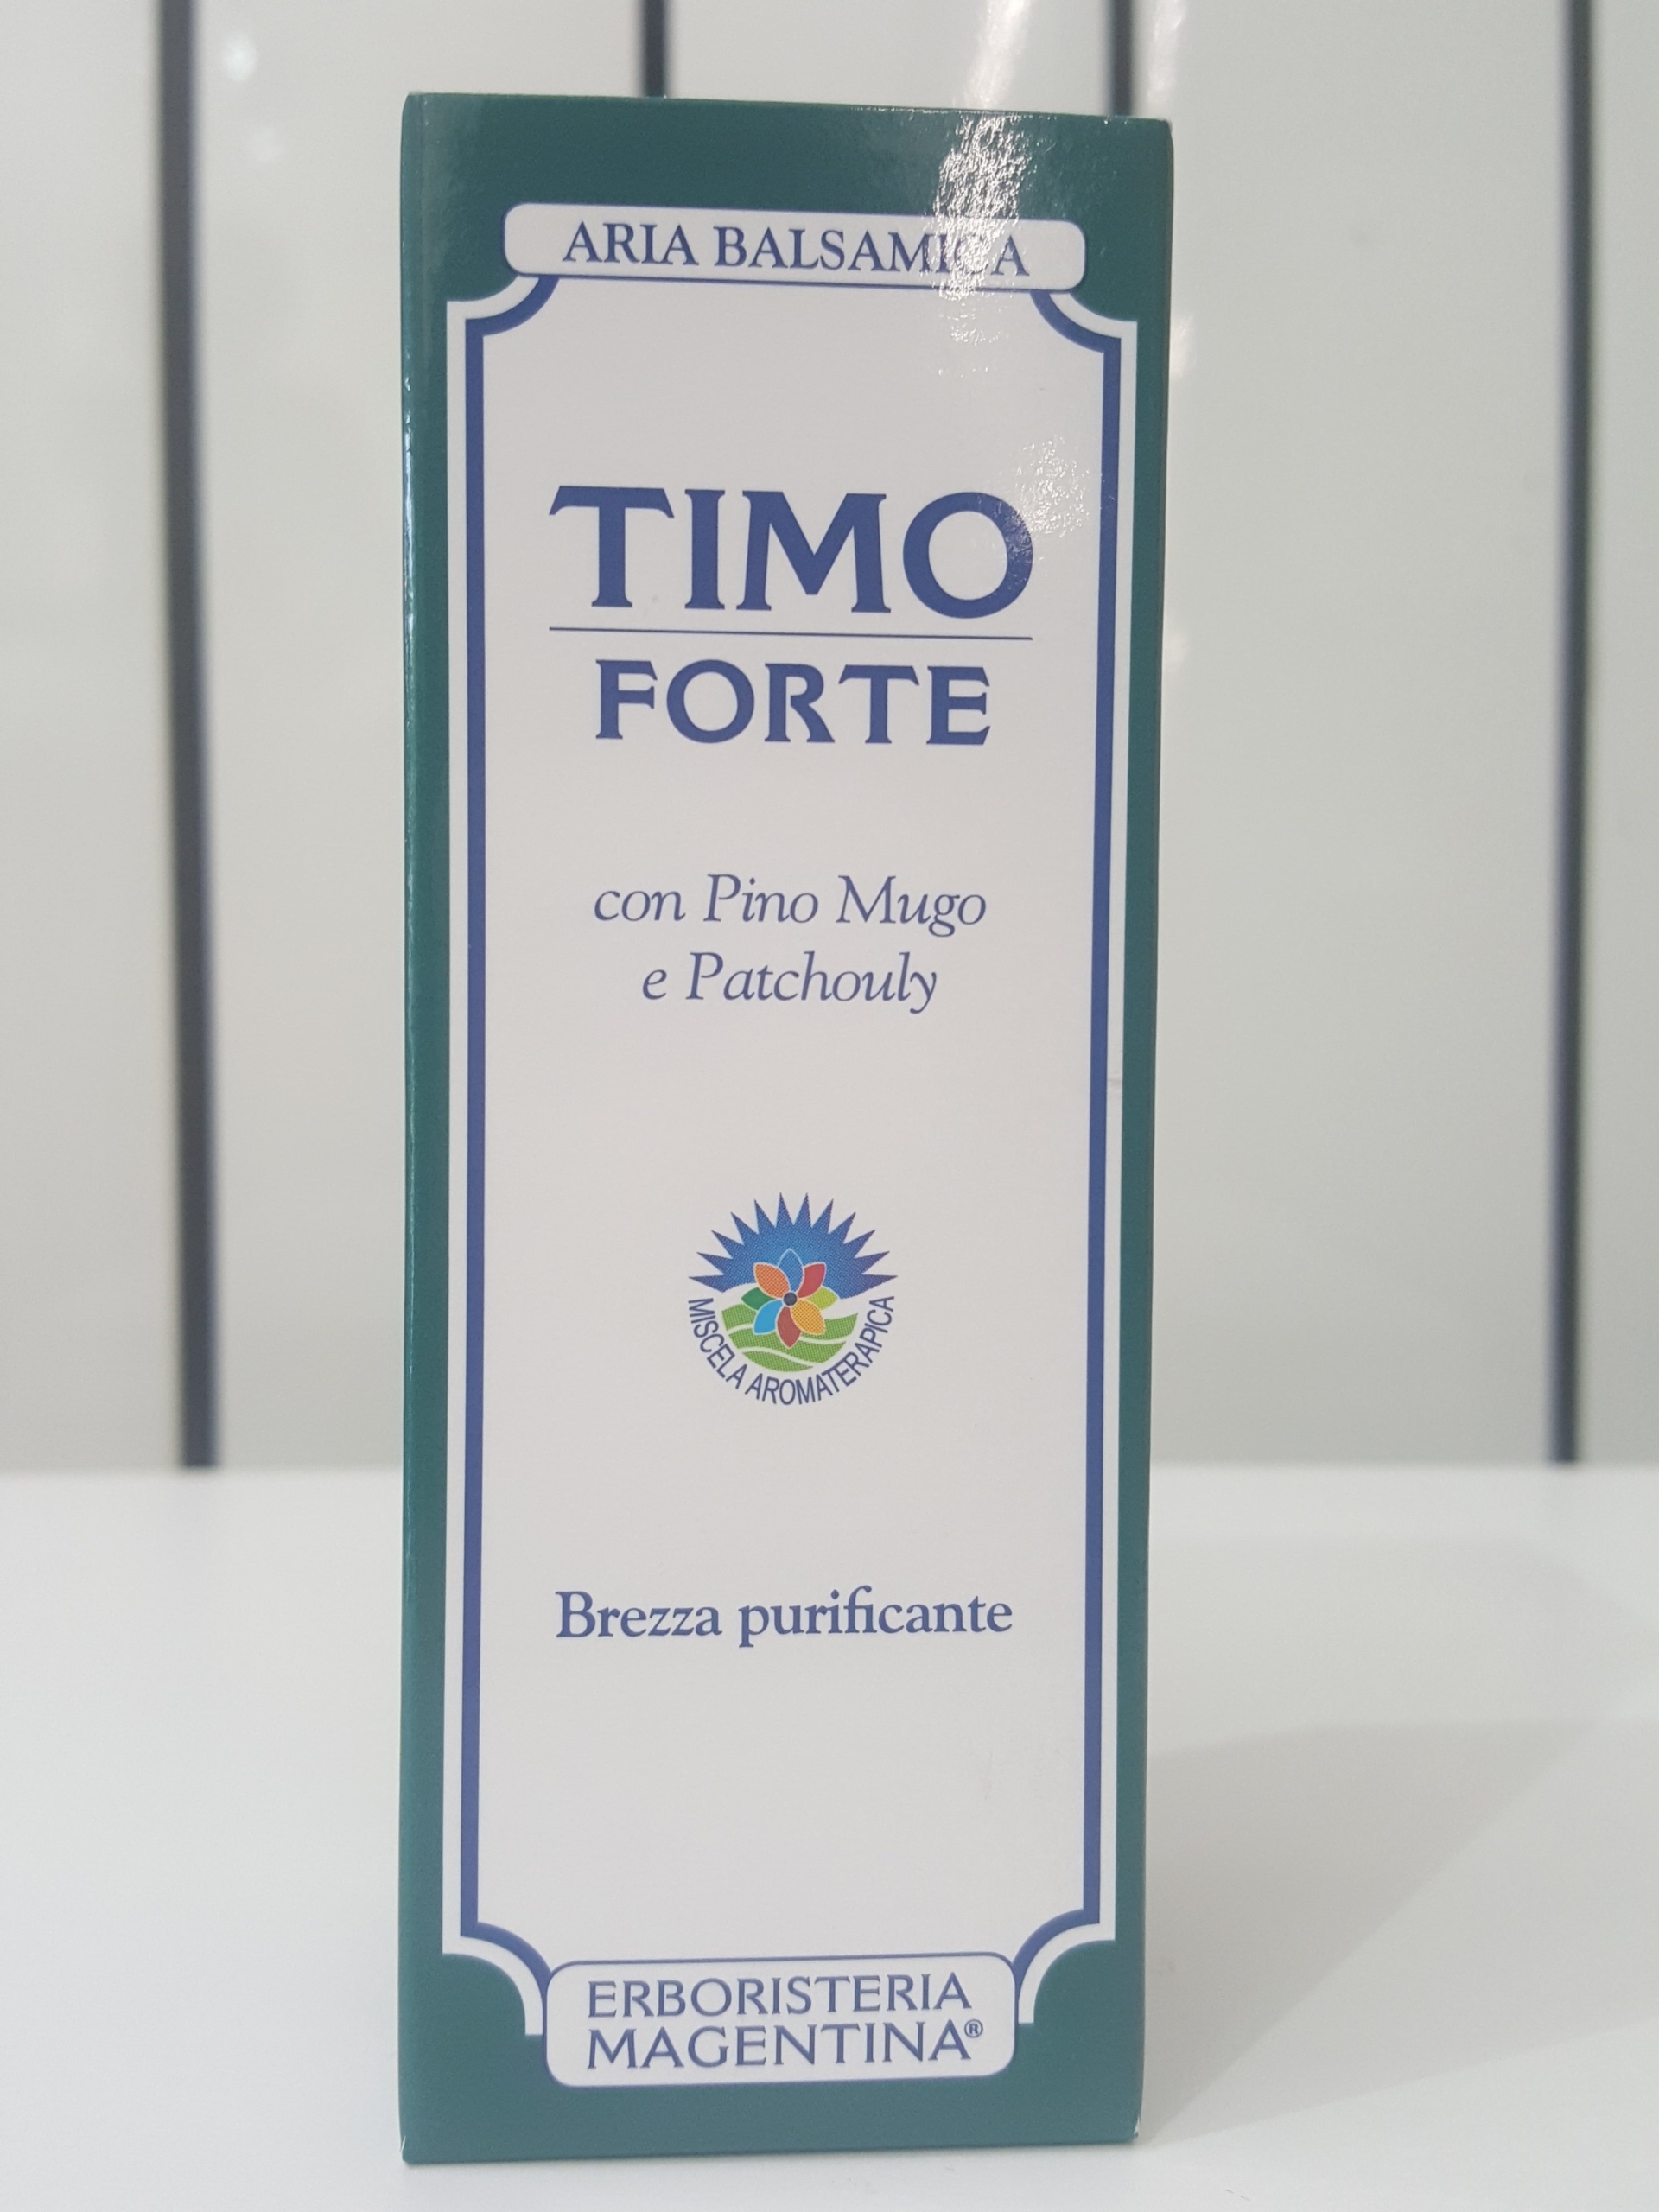 ARIA BALSAMICA
TIMO
FORTE
con Pino Mugo
e Patchouly
MISCELA AROMATERAPICA
Brezza purificante
ERBORISTERIA
MAGENTINA®